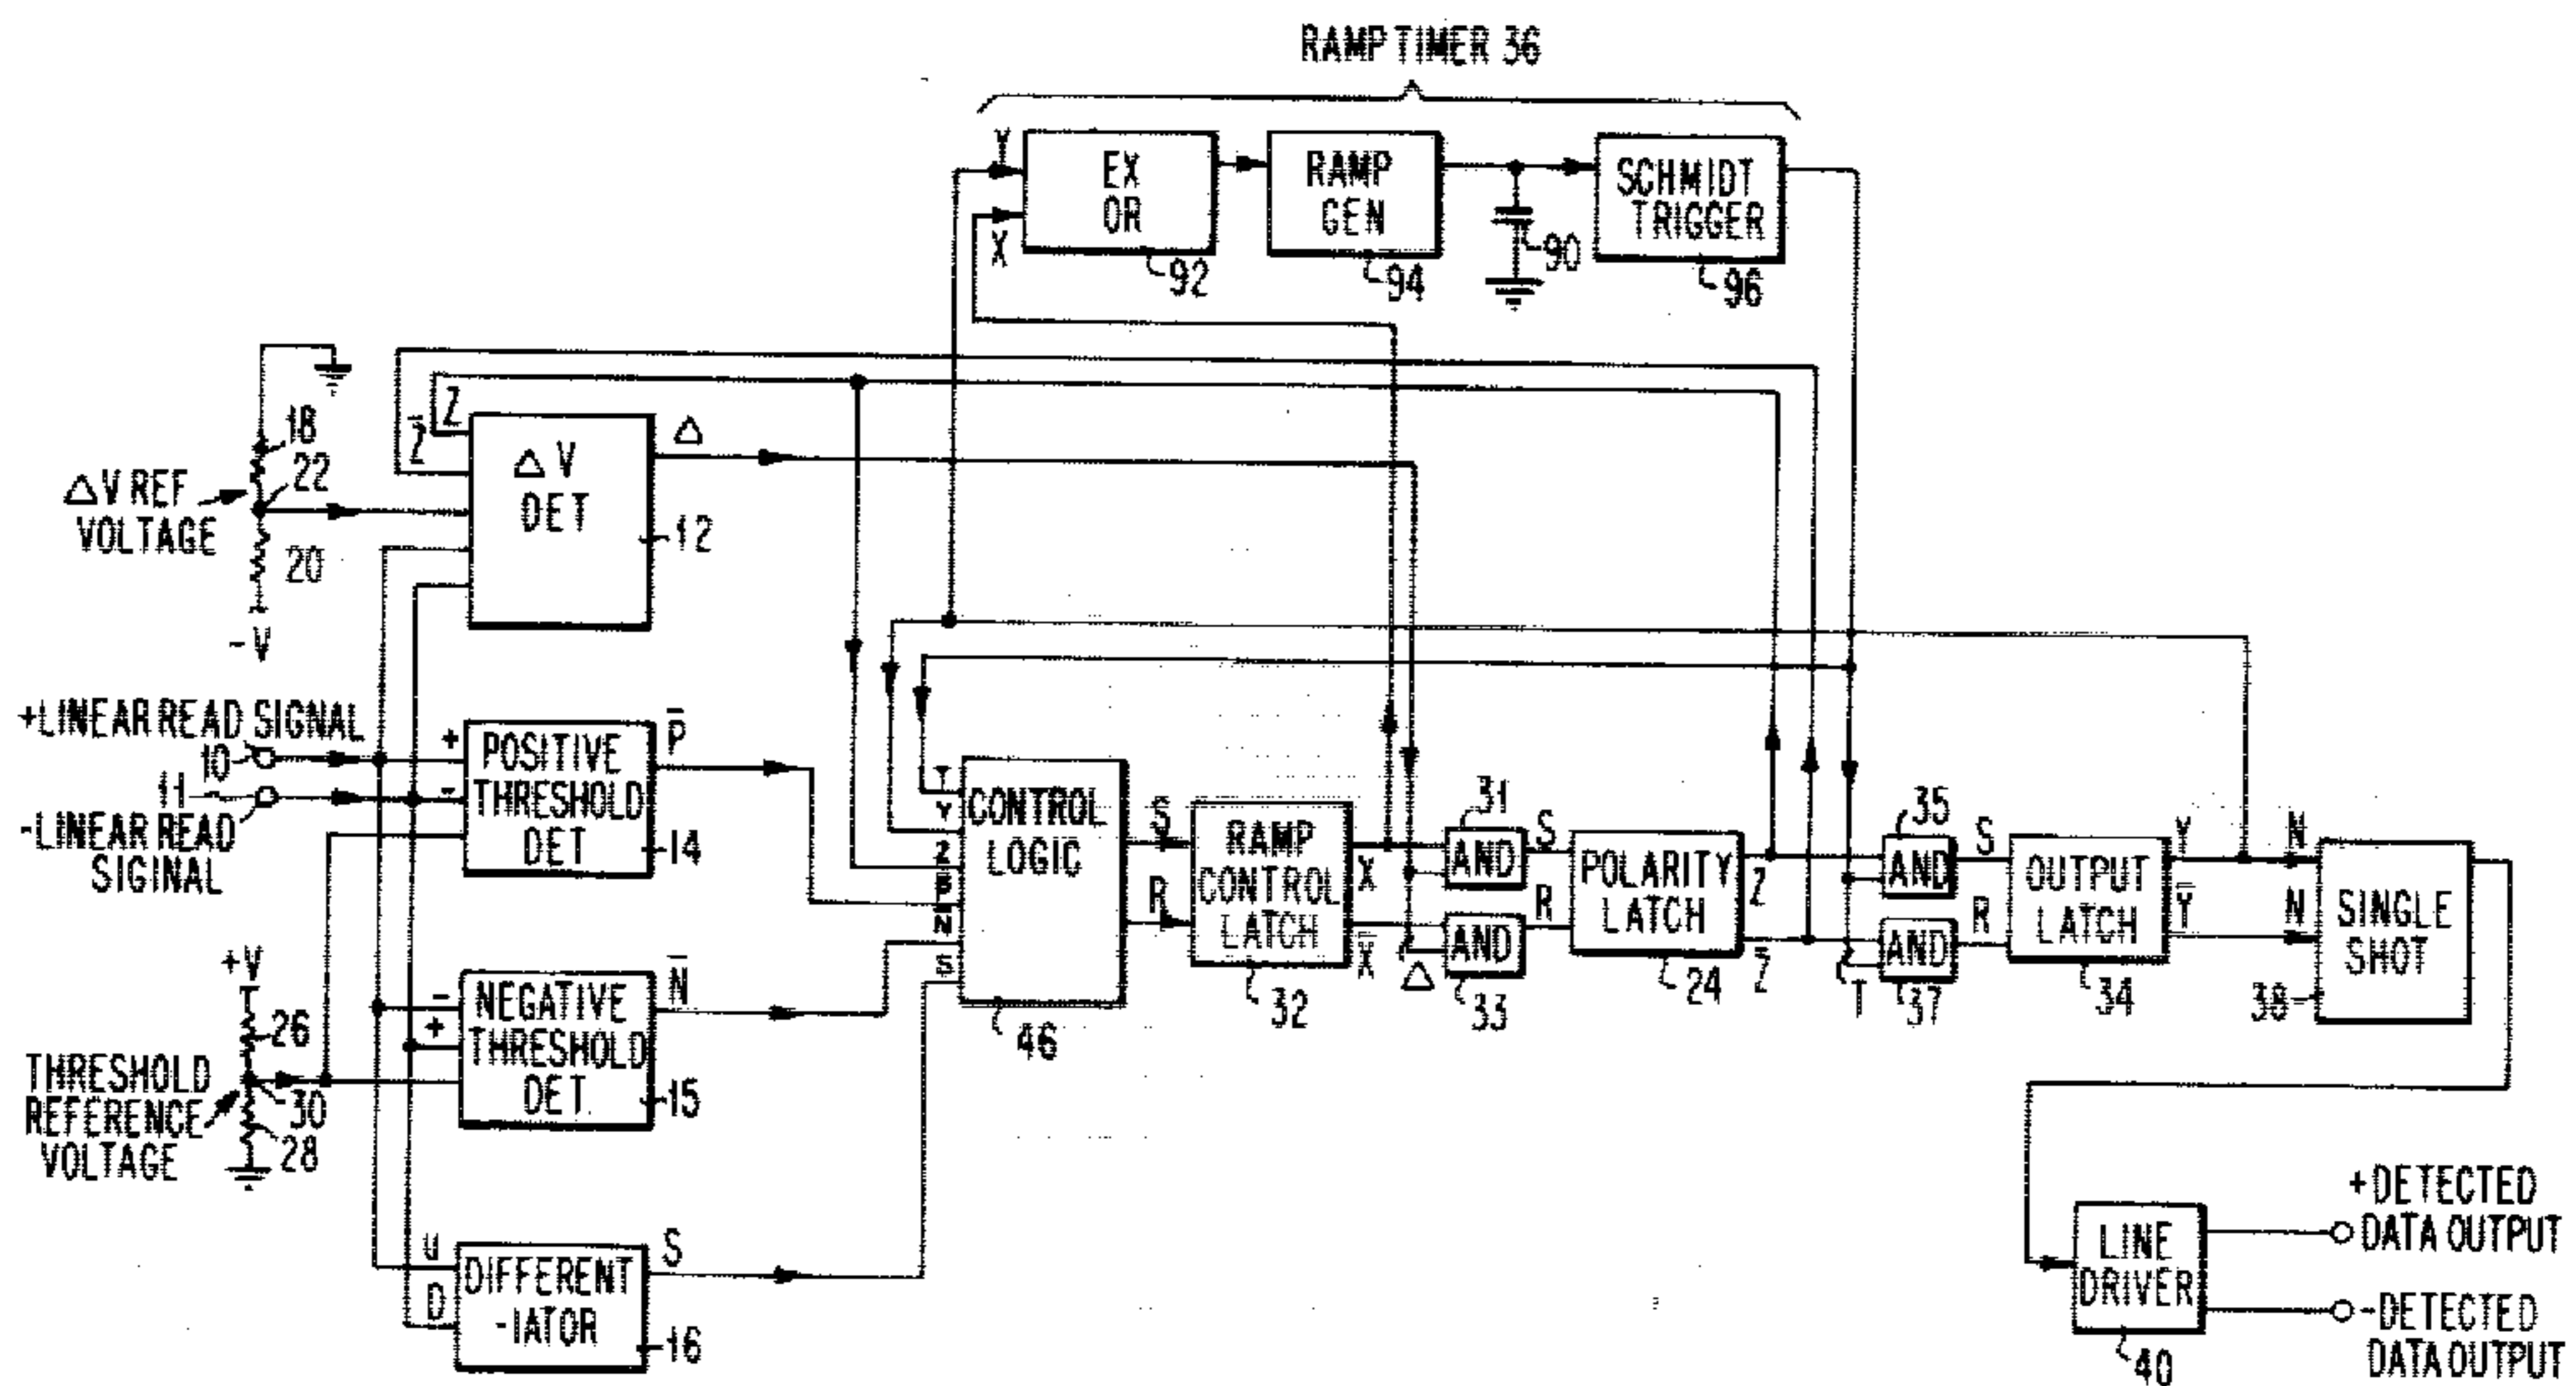 RAMP TIMER 36
Y
X
EX
OR
92
RAMP
GEN
94
90
SCHMIDT
TRIGGER
96
18
22
ΔV REF
VOLTAGE
20
-V
Z
Z̅
ΔV
DET
12
Δ
+LINEAR READ SIGNAL
10
11
-LINEAR READ
SIGINAL
+
-
POSITIVE
THRESHOLD
DET
14
P̅
+V
26
THRESHOLD
REFERENCE
VOLTAGE
30
28
-
+
NEGATIVE
THRESHOLD
DET
15
N̅
U
D
DIFFERENT
-IATOR
16
S
T
Y
Z
P̅
N̅
S
CONTROL
LOGIC
46
S
R
RAMP
CONTROL
LATCH
32
X
X̅
Δ
31
AND
AND
33
S
R
POLARITY
LATCH
24
Z
Z̅
T
35
AND
AND
37
S
R
OUTPUT
LATCH
34
Y
Y̅
N
N
SINGLE
SHOT
38
LINE
DRIVER
40
+DETECTED
DATA OUTPUT
-DETECTED
DATA OUTPUT